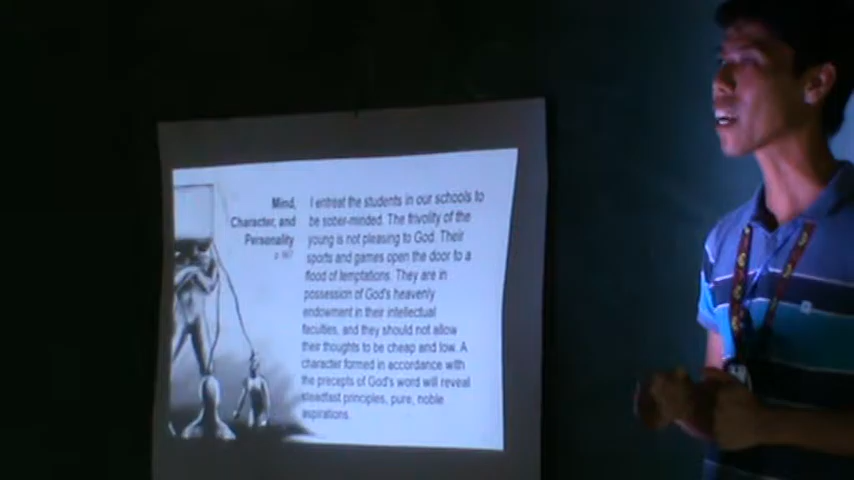 Mind,
Character, and
Personality
I entreat the students in our schools to
be sober-minded. The frivolity of the
young is not pleasing to God. Their
sports and games open the door to a
flood of temptations. They are in
possession of God's heavenly
endowment in their intellectual
faculties, and they should not allow
their thoughts to be cheap and low. A
character formed in accordance with
the precepts of God's word will reveal
steadfast principles, pure, noble
aspirations.